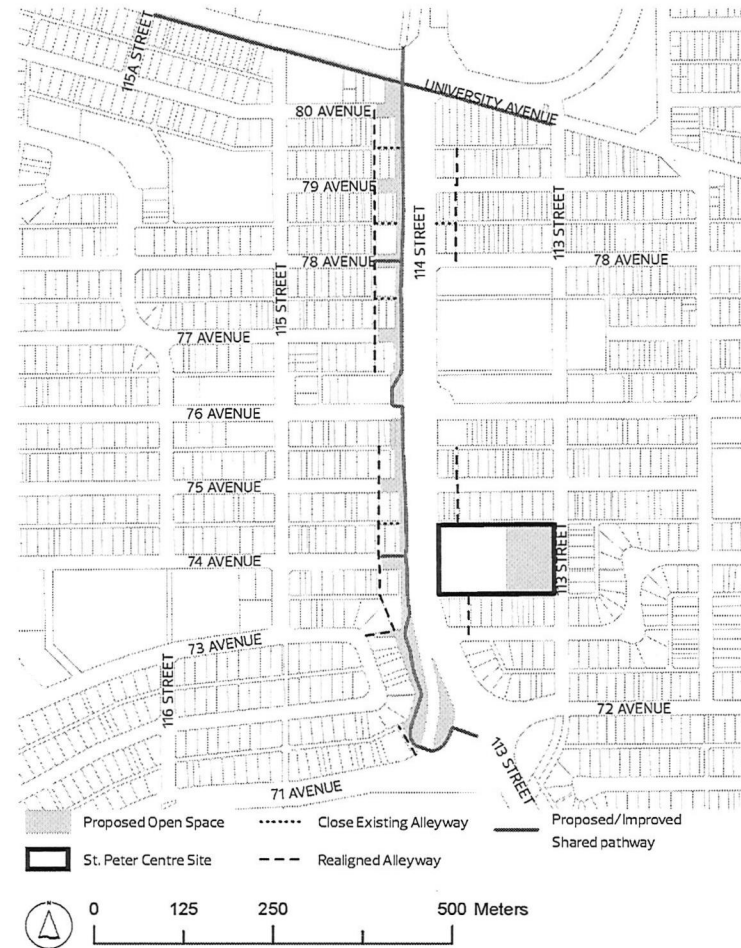 115A STREET
UNIVERSITY AVENUE
80 AVENUE
79 AVENUE
114 STREET
113 STREET
78 AVENUE
78 AVENUE
115 STREET
77 AVENUE
76 AVENUE
75 AVENUE
113 STREET
74 AVENUE
73 AVENUE
116 STREET
72 AVENUE
113 STREET
71 AVENUE
Proposed Open Space
Close Existing Alleyway
Proposed/Improved
Shared pathway
St. Peter Centre Site
Realigned Alleyway
N
0 125 250 500 Meters